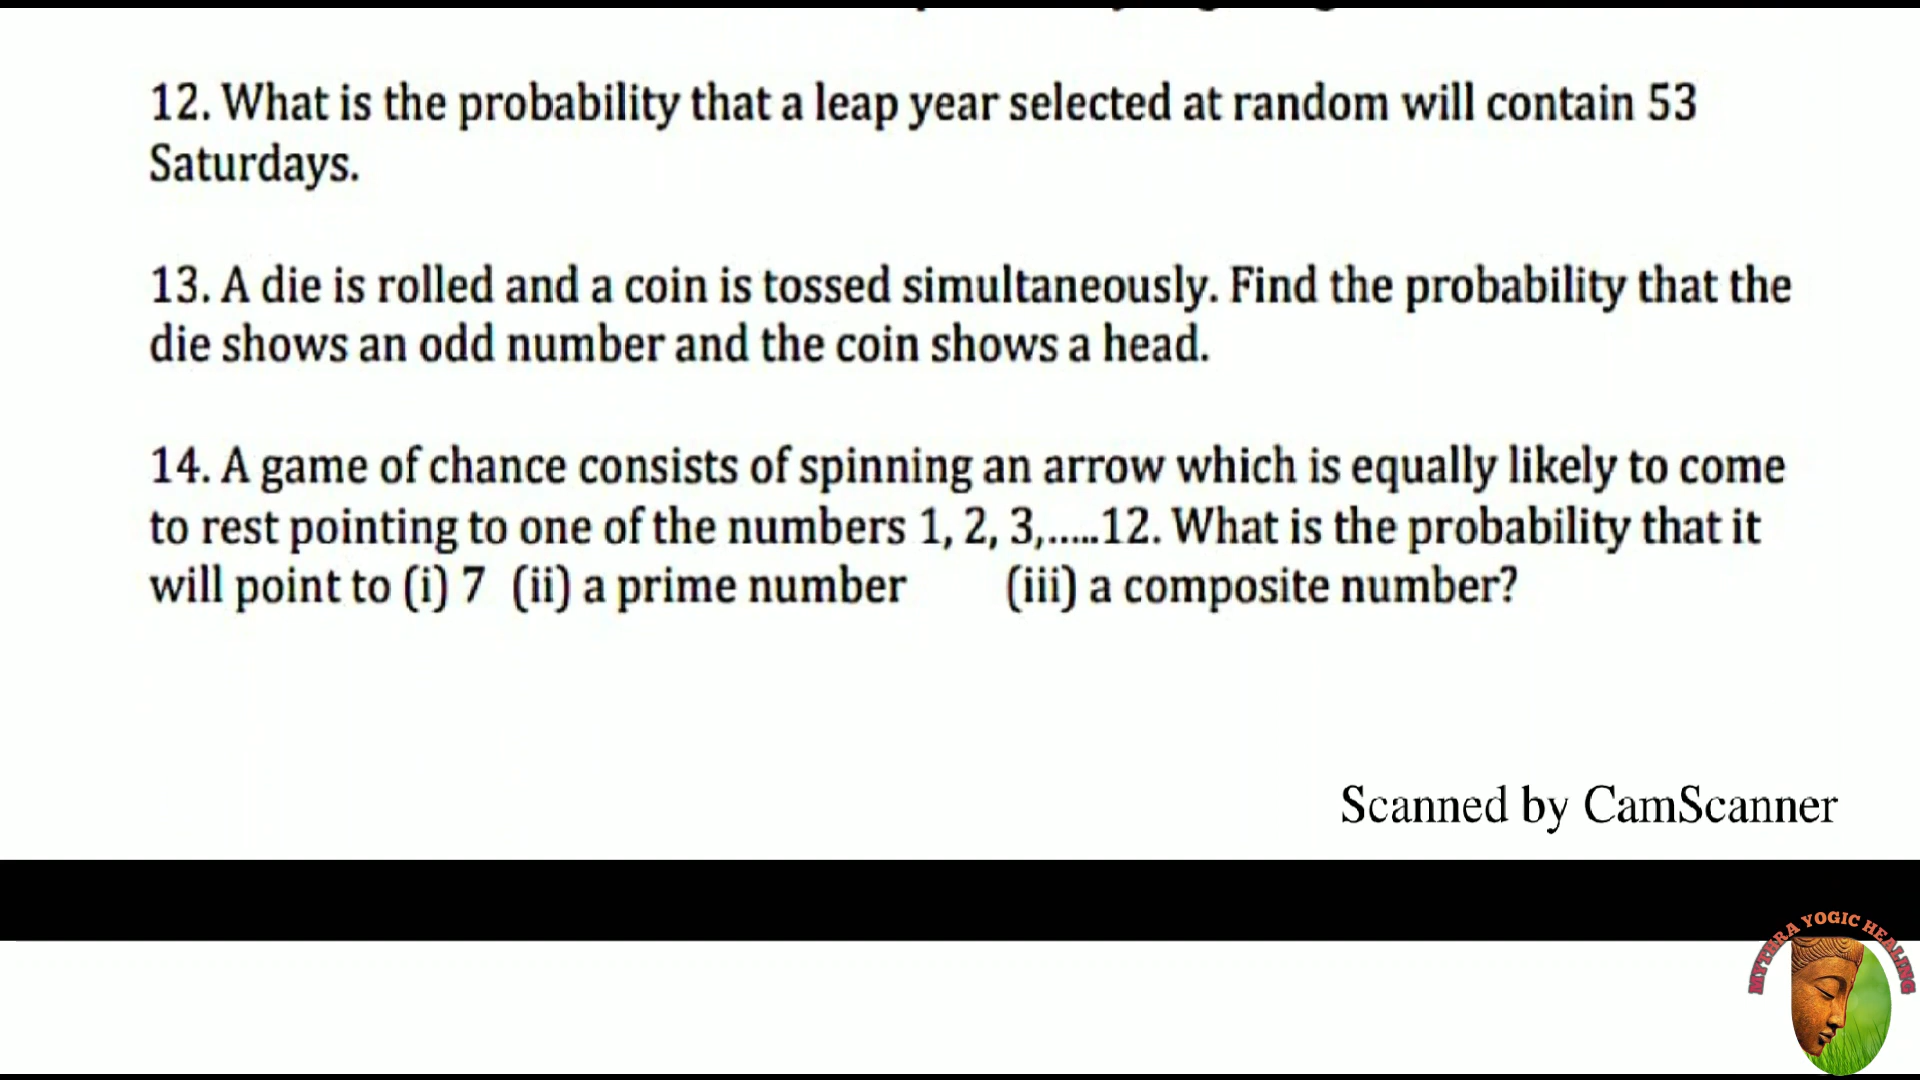 12. What is the probability that a leap year selected at random will contain 53
Saturdays.
13. A die is rolled and a coin is tossed simultaneously. Find the probability that the
die shows an odd number and the coin shows a head.
14. A game of chance consists of spinning an arrow which is equally likely to come
to rest pointing to one of the numbers 1, 2, 3,.....12. What is the probability that it
will point to (i) 7 (ii) a prime number (iii) a composite number?
Scanned by CamScanner
MYTHRA YOGIC HEALING